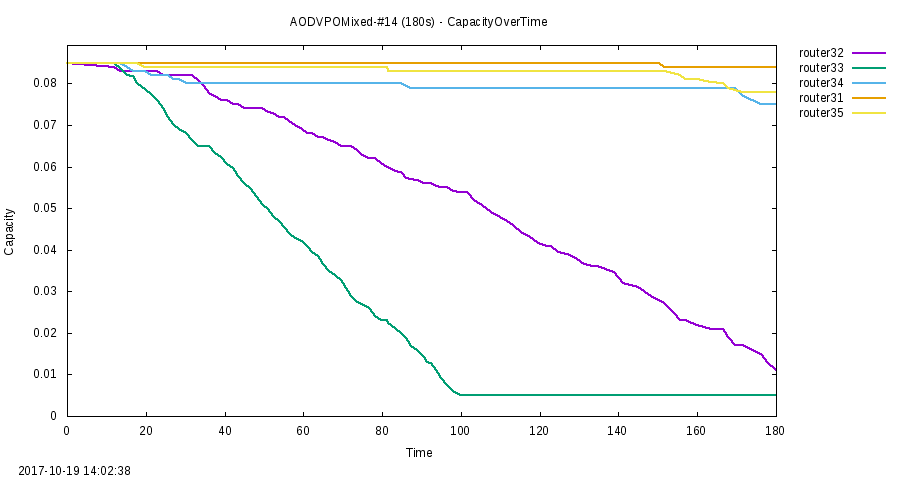 AODVPOMixed-#14 (180s) - CapacityOverTime
router32
router33
router34
router31
router35
0.08
0.07
0.06
0.05
0.04
0.03
0.02
0.01
0
Capacity
0 20 40 60 80 100 120 140 160 180
Time
2017-10-19 14:02:38